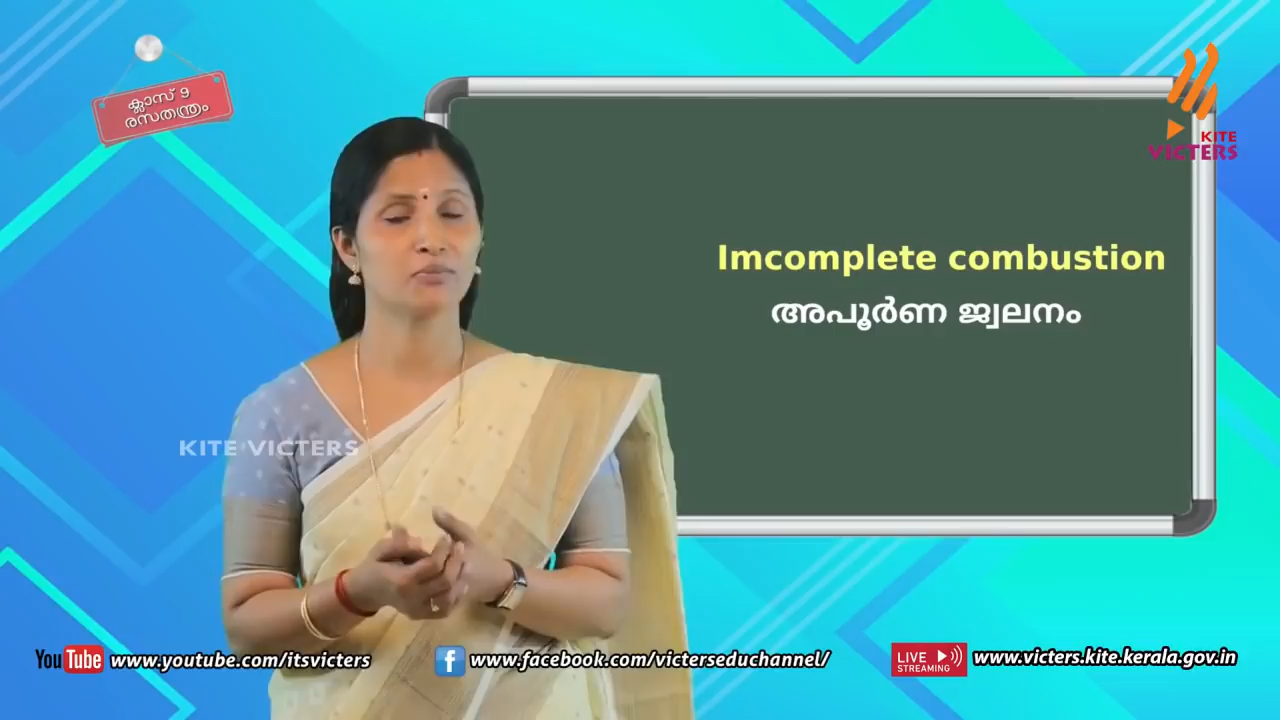 ക്ലാസ് 9
രസതന്ത്രം
KITE
VICTERS
Imcomplete combustion
അപൂർണ ജ്വലനം
KITE VICTERS
YouTube www.youtube.com/itsvicters
f www.facebook.com/victerseduchannel/
LIVE STREAMING www.victers.kite.kerala.gov.in